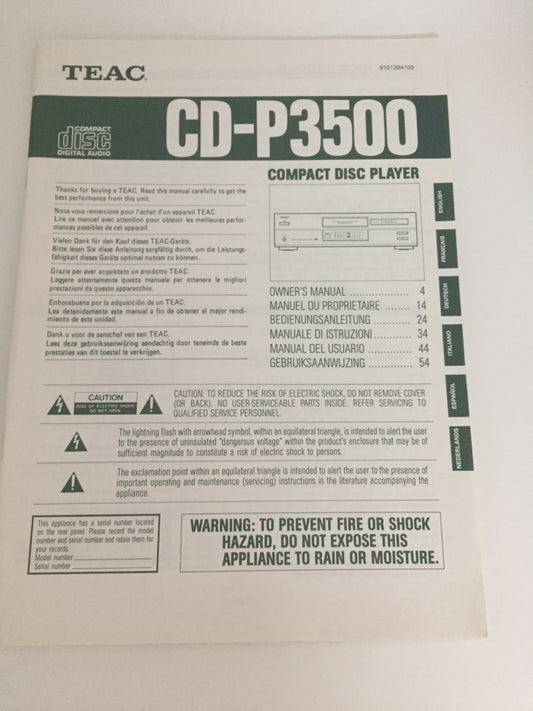 TEAC®
9101384100
COMPACT
disc
DIGITAL AUDIO
CD-P3500
COMPACT DISC PLAYER
Thanks for buying a TEAC. Read this manual carefully to get the
best performance from this unit.
Nous vous remercions pour l'achat d'un appareil TEAC.
Lire ce manuel avec attention pour obtenir les meilleures perfor-
mances possibles de cet appareil.
Vielen Dank für den Kauf dieses TEAC-Geräts.
Bitte lesen Sie diese Anleitung sorgfältig durch, um die Leistungs-
fähigkeit dieses Gerätes optimal nutzen zu können.
Grazie per aver acquistato un prodotto TEAC.
Leggere attentamente questo manuale per ottenere le migliori
prestazioni da questo apparecchio.
Enhorabuena por la adquisición de un TEAC.
Lea detenidamente este manual a fin de obtener el mejor rendi-
miento de esta unidad.
Dank u voor de aanschaf van een TEAC.
Lees deze gebruiksaanwijzing aandachtig door teneinde de beste
prestaties van dit toestel te verkrijgen.
OWNER'S MANUAL .................. 4
MANUEL DU PROPRIETAIRE ........ 14
BEDIENUNGSANLEITUNG ........... 24
MANUALE DI ISTRUZIONI ........... 34
MANUAL DEL USUARIO ............. 44
GEBRUIKSAANWIJZING ............. 54
ENGLISH
FRANÇAIS
DEUTSCH
ITALIANO
ESPAÑOL
NEDERLANDS
CAUTION
RISK OF ELECTRIC SHOCK
DO NOT OPEN
CAUTION: TO REDUCE THE RISK OF ELECTRIC SHOCK, DO NOT REMOVE COVER
(OR BACK). NO USER-SERVICEABLE PARTS INSIDE. REFER SERVICING TO
QUALIFIED SERVICE PERSONNEL.
The lightning flash with arrowhead symbol, within an equilateral triangle, is intended to alert the user
to the presence of uninsulated "dangerous voltage" within the product's enclosure that may be of
sufficient magnitude to constitute a risk of electric shock to persons.
The exclamation point within an equilateral triangle is intended to alert the user to the presence of
important operating and maintenance (servicing) instructions in the literature accompanying the
appliance.
This appliance has a serial number located
on the rear panel. Please record the model
number and serial number and retain them for
your records.
Model number
Serial number
WARNING: TO PREVENT FIRE OR SHOCK
HAZARD, DO NOT EXPOSE THIS
APPLIANCE TO RAIN OR MOISTURE.